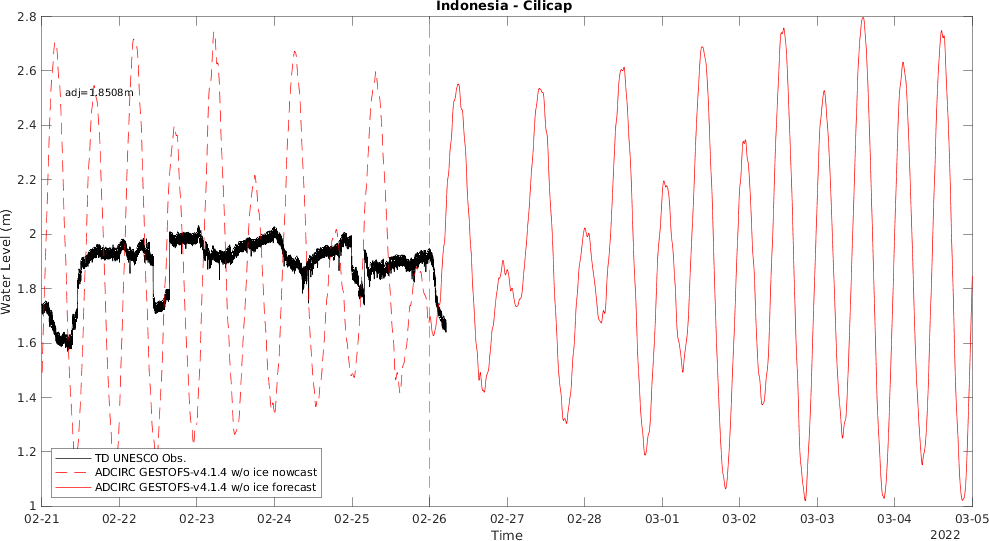 Indonesia - Cilicap
2.8
2.6
2.4
2.2
2
1.8
1.6
1.4
1.2
1
Water Level (m)
adj=1.8508m
TD UNESCO Obs.
ADCIRC GESTOFS-v4.1.4 w/o ice nowcast
ADCIRC GESTOFS-v4.1.4 w/o ice forecast
02-21 02-22 02-23 02-24 02-25 02-26 02-27 02-28 03-01 03-02 03-03 03-04 03-05
Time
2022